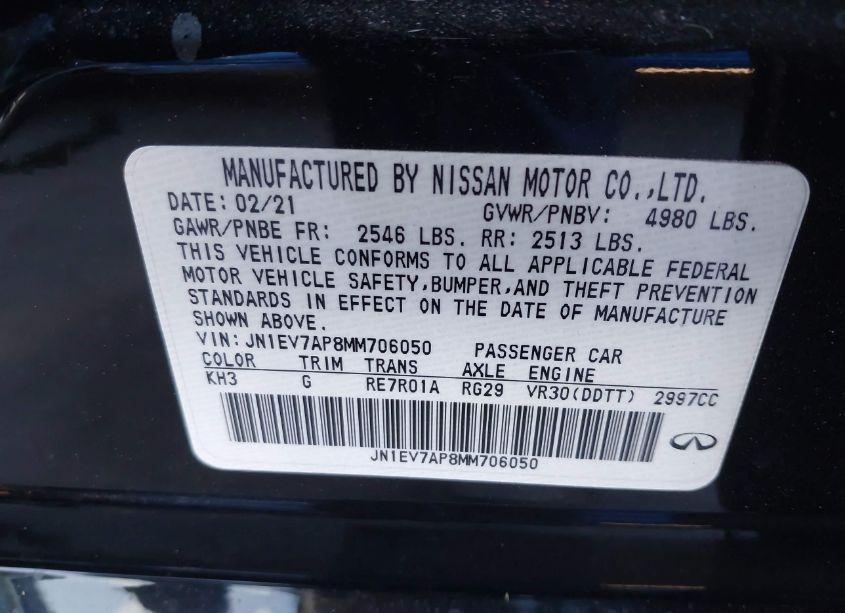 MANUFACTURED BY NISSAN MOTOR CO.,LTD.
DATE: 02/21 GVWR/PNBV: 4980 LBS.
GAWR/PNBE FR: 2546 LBS. RR: 2513 LBS.
THIS VEHICLE CONFORMS TO ALL APPLICABLE FEDERAL
MOTOR VEHICLE SAFETY,BUMPER,AND THEFT PREVENTION
STANDARDS IN EFFECT ON THE DATE OF MANUFACTURE
SHOWN ABOVE.
VIN:JN1EV7AP8MM706050 PASSENGER CAR
COLOR TRIM TRANS AXLE ENGINE
KH3 G RE7R01A RG29 VR30(DDTT) 2997CC
JN1EV7AP8MM706050